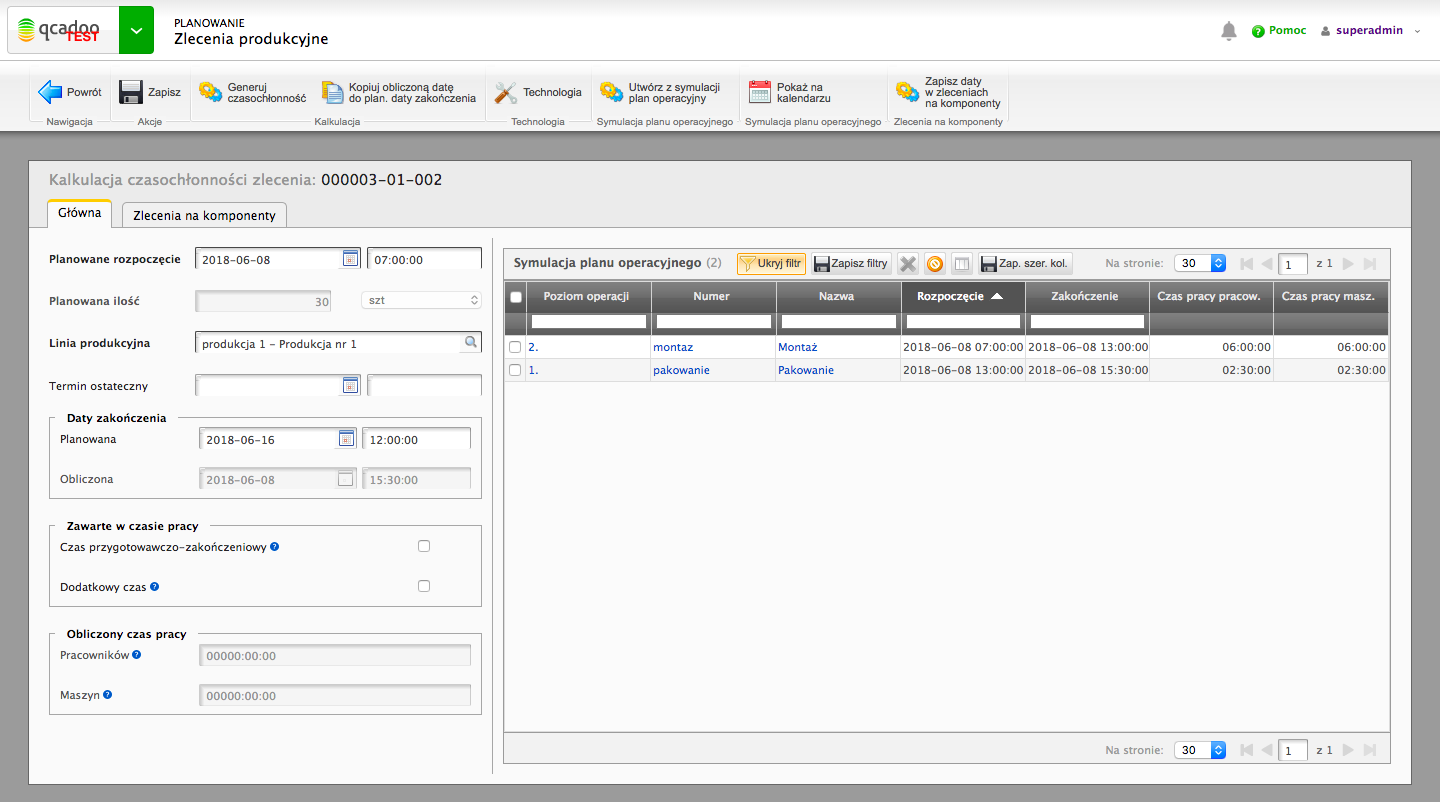 qcadoo TEST
PLANOWANIE
Zlecenia produkcyjne
Pomoc
superadmin
Powrót
Nawigacja
Zapisz
Akcje
Generuj
czasochłonność
Kopiuj obliczoną datę
do plan. daty zakończenia
Kalkulacja
Technologia
Technologia
Utwórz z symulacji
plan operacyjny
Symulacja planu operacyjnego
Pokaż na
kalendarzu
Symulacja planu operacyjnego
Zapisz daty
w zleceniach
na komponenty
Zlecenia na komponenty
Kalkulacja czasochłonności zlecenia: 000003-01-002
Główna
Zlecenia na komponenty
Planowane rozpoczęcie 2018-06-08 07:00:00
Planowana ilość 30 szt
Linia produkcyjna produkcja 1 - Produkcja nr 1
Termin ostateczny
Daty zakończenia
Planowana 2018-06-16 12:00:00
Obliczona 2018-06-08 15:30:00
Zawarte w czasie pracy
Czas przygotowawczo-zakończeniowy
Dodatkowy czas
Obliczony czas pracy
Pracowników 00000:00:00
Maszyn 00000:00:00
Symulacja planu operacyjnego (2) Ukryj filtr Zapisz filtry Zap. szer. kol. Na stronie: 30 1 z 1
Poziom operacji Numer Nazwa Rozpoczęcie Zakończenie Czas pracy pracow. Czas pracy masz.
2. montaz Montaż 2018-06-08 07:00:00 2018-06-08 13:00:00 06:00:00 06:00:00
1. pakowanie Pakowanie 2018-06-08 13:00:00 2018-06-08 15:30:00 02:30:00 02:30:00
Na stronie: 30 1 z 1